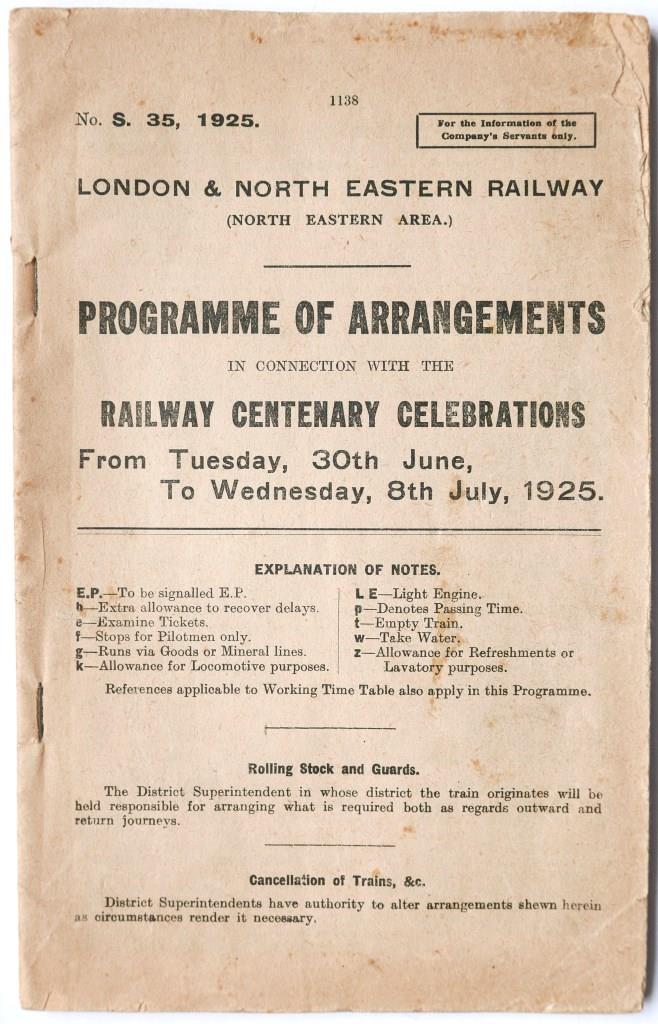 1138
No. S. 35, 1925.
For the Information of the
Company's Servants only.
LONDON & NORTH EASTERN RAILWAY
(NORTH EASTERN AREA.)
PROGRAMME OF ARRANGEMENTS
IN CONNECTION WITH THE
RAILWAY CENTENARY CELEBRATIONS
From Tuesday, 30th June,
To Wednesday, 8th July, 1925.
EXPLANATION OF NOTES.
E.P.—To be signalled E.P.
h—Extra allowance to recover delays.
e—Examine Tickets.
f—Stops for Pilotmen only.
g—Runs via Goods or Mineral lines.
k—Allowance for Locomotive purposes.
L E—Light Engine.
p—Denotes Passing Time.
t—Empty Train.
w—Take Water.
z—Allowance for Refreshments or
Lavatory purposes.
References applicable to Working Time Table also apply in this Programme.
Rolling Stock and Guards.
The District Superintendent in whose district the train originates will be
held responsible for arranging what is required both as regards outward and
return journeys.
Cancellation of Trains, &c.
District Superintendents have authority to alter arrangements shewn herein
as circumstances render it necessary.